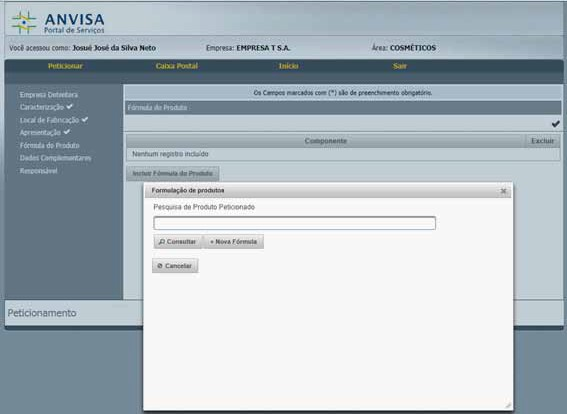 ANVISA
Portal de Serviços
Você acessou como: Josué José da Silva Neto Empresa: EMPRESA T S.A. Área: COSMÉTICOS
Peticionar Caixa Postal Início Sair
Empresa Detentora
Caracterização
Local de Fabricação
Apresentação
Fórmula do Produto
Dados Complementares
Responsável
Os Campos marcados com (*) são de preenchimento obrigatório.
Fórmula do Produto
Componente Excluir
Nenhum registro incluído
Incluir Fórmula do Produto
Formulação de produtos
Pesquisa de Produto Peticionado
Consultar + Nova Fórmula
Cancelar
Peticionamento